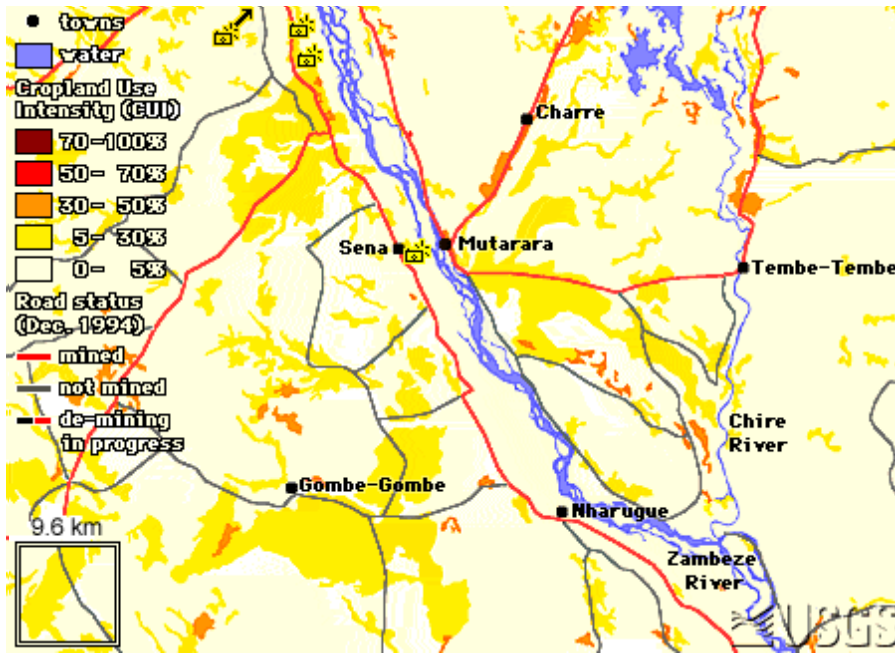 towns
water
Cropland Use
Intensity (CUI)
70-100%
50- 70%
30- 50%
5- 30%
0- 5%
Road status
(Dec. 1994)
mined
not mined
de-mining
in progress
Charre
Sena
Mutarara
Tembe-Tembe
Chire
River
Gombe-Gombe
Nharugue
9.6 km
Zambeze
River
USGS